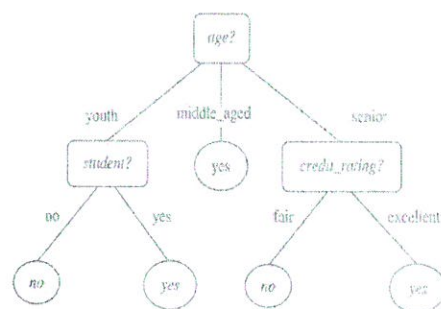 age?
youth middle_aged senior
student? yes credit_rating?
no yes fair excellent
no yes no yes